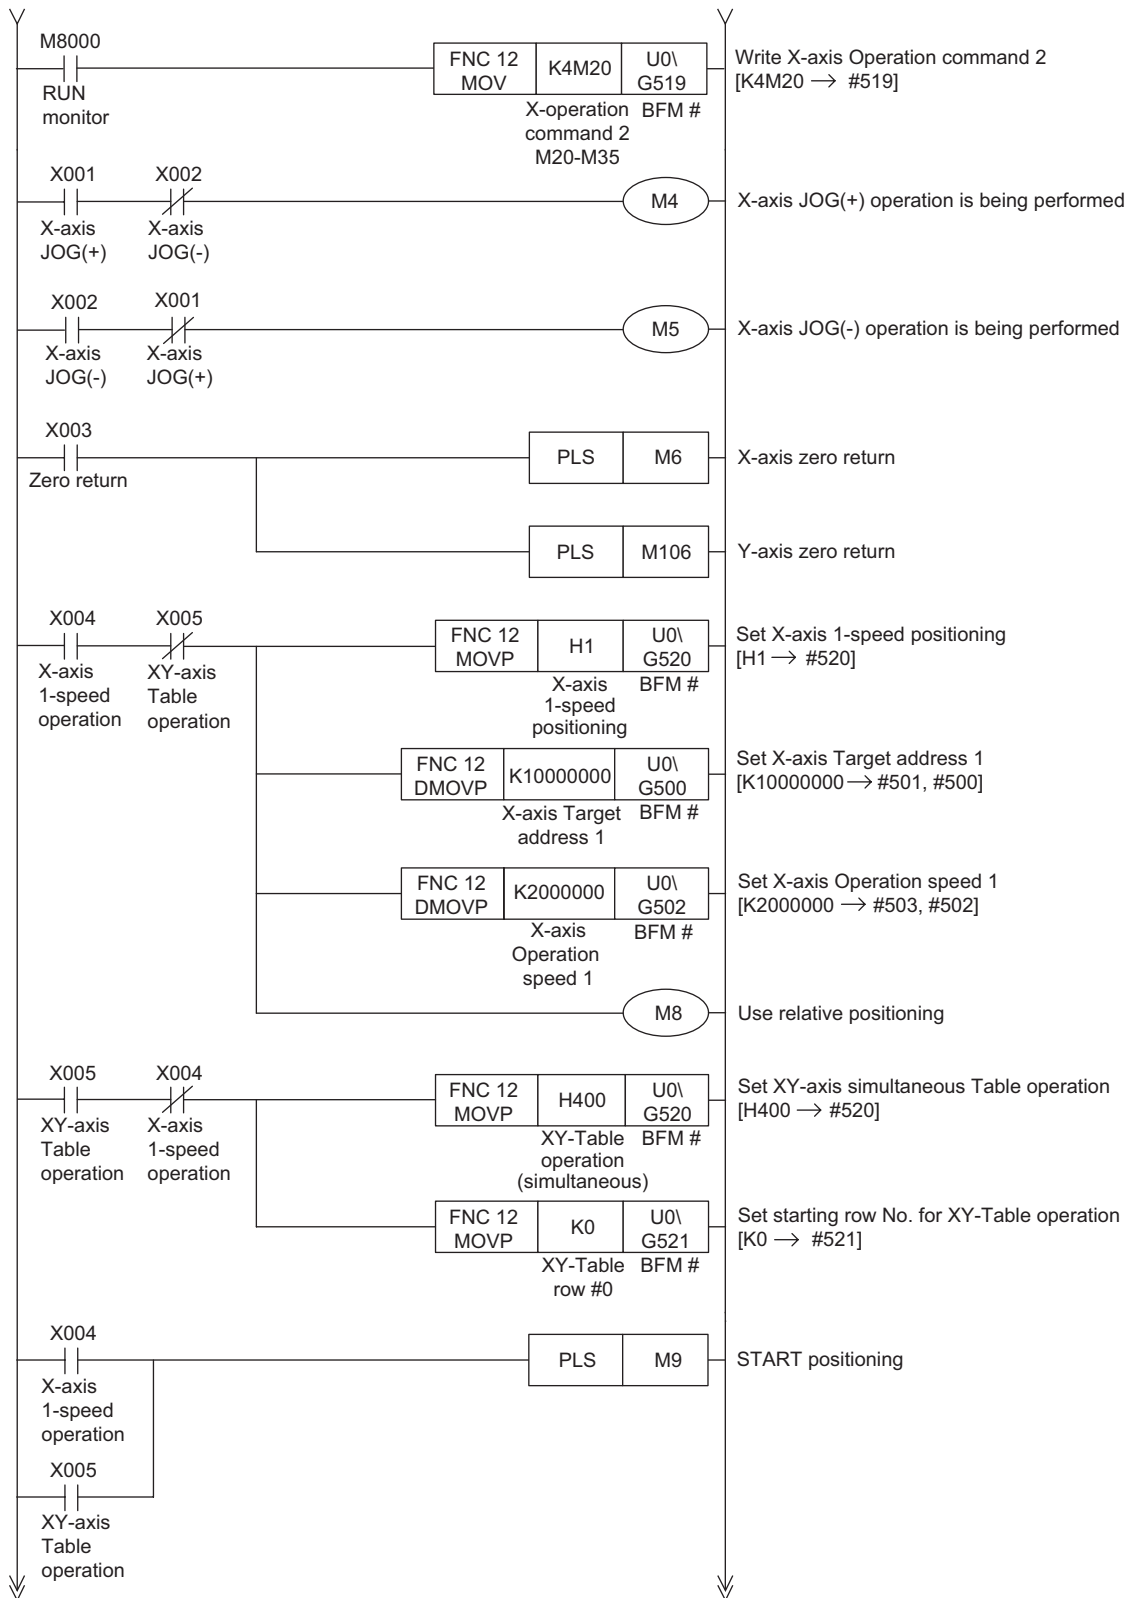 M8000
FNC 12 MOV K4M20 U0\ G519
Write X-axis Operation command 2
[K4M20 → #519]
RUN monitor
X-operation command 2 M20-M35
BFM #
X001 X002
M4
X-axis JOG(+) operation is being performed
X-axis JOG(+)
X-axis JOG(-)
X002 X001
M5
X-axis JOG(-) operation is being performed
X-axis JOG(-)
X-axis JOG(+)
X003
PLS M6
X-axis zero return
Zero return
PLS M106
Y-axis zero return
X004 X005
FNC 12 MOVP H1 U0\ G520
Set X-axis 1-speed positioning
[H1 → #520]
X-axis 1-speed operation
XY-axis Table operation
X-axis 1-speed positioning
BFM #
FNC 12 DMOVP K10000000 U0\ G500
Set X-axis Target address 1
[K10000000 → #501, #500]
X-axis Target address 1
BFM #
FNC 12 DMOVP K2000000 U0\ G502
Set X-axis Operation speed 1
[K2000000 → #503, #502]
X-axis Operation speed 1
BFM #
M8
Use relative positioning
X005 X004
FNC 12 MOVP H400 U0\ G520
Set XY-axis simultaneous Table operation
[H400 → #520]
XY-axis Table operation
X-axis 1-speed operation
XY-Table operation (simultaneous)
BFM #
FNC 12 MOVP K0 U0\ G521
Set starting row No. for XY-Table operation
[K0 → #521]
XY-Table row #0
BFM #
X004
PLS M9
START positioning
X-axis 1-speed operation
X005
XY-axis Table operation